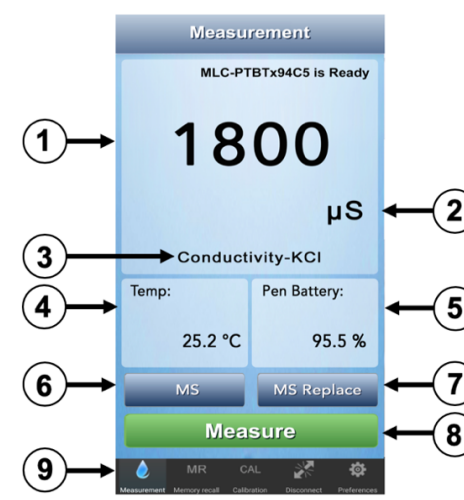 Measurement
MLC-PTBTx94C5 is Ready
1
1800
µS
2
3
Conductivity-KCl
4
Temp:
Pen Battery:
5
25.2 °C
95.5 %
6
MS
MS Replace
7
Measure
8
9
MR
CAL
Measurement
Memory recall
Calibration
Disconnect
Preferences